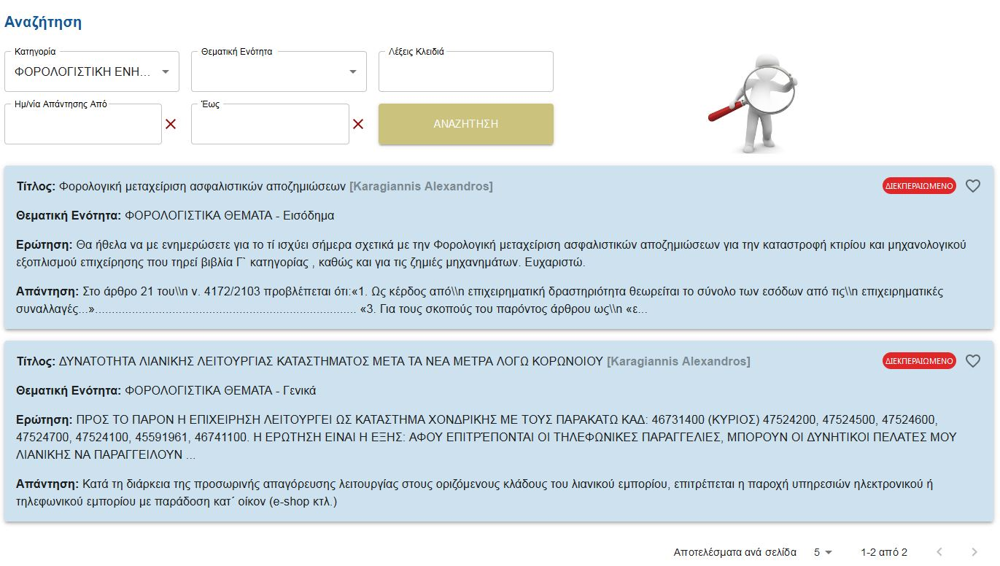 Αναζήτηση
Κατηγορία
Θεματική Ενότητα
Λέξεις Κλειδιά
ΦΟΡΟΛΟΓΙΣΤΙΚΗ ΕΝΗ...
Ημ/νία Απάντησης Από
Έως
ΑΝΑΖΗΤΗΣΗ
Τίτλος: Φορολογική μεταχείριση ασφαλιστικών αποζημιώσεων [Karagiannis Alexandros]
ΔΙΕΚΠΕΡΑΙΩΜΕΝΟ
Θεματική Ενότητα: ΦΟΡΟΛΟΓΙΣΤΙΚΑ ΘΕΜΑΤΑ - Εισόδημα
Ερώτηση: Θα ήθελα να με ενημερώσετε για το τί ισχύει σήμερα σχετικά με την Φορολογική μεταχείριση ασφαλιστικών αποζημιώσεων για την καταστροφή κτιρίου και μηχανολογικού
εξοπλισμού επιχείρησης που τηρεί βιβλία Γ` κατηγορίας , καθώς και για τις ζημιές μηχανημάτων. Ευχαριστώ.
Απάντηση: Στο άρθρο 21 του\\n ν. 4172/2103 προβλέπεται ότι:«1. Ως κέρδος από\\n επιχειρηματική δραστηριότητα θεωρείται το σύνολο των εσόδων από τις\\n επιχειρηματικές
συναλλαγές...».............................................................................. «3. Για τους σκοπούς του παρόντος άρθρου ως\\n «ε...
Τίτλος: ΔΥΝΑΤΟΤΗΤΑ ΛΙΑΝΙΚΗΣ ΛΕΙΤΟΥΡΓΙΑΣ ΚΑΤΑΣΤΗΜΑΤΟΣ ΜΕΤΑ ΤΑ ΝΕΑ ΜΕΤΡΑ ΛΟΓΩ ΚΟΡΩΝΟΙΟΥ [Karagiannis Alexandros]
ΔΙΕΚΠΕΡΑΙΩΜΕΝΟ
Θεματική Ενότητα: ΦΟΡΟΛΟΓΙΣΤΙΚΑ ΘΕΜΑΤΑ - Γενικά
Ερώτηση: ΠΡΟΣ ΤΟ ΠΑΡΟΝ Η ΕΠΙΧΕΙΡΗΣΗ ΛΕΙΤΟΥΡΓΕΙ ΩΣ ΚΑΤΑΣΤΗΜΑ ΧΟΝΔΡΙΚΗΣ ΜΕ ΤΟΥΣ ΠΑΡΑΚΑΤΩ ΚΑΔ: 46731400 (ΚΥΡΙΟΣ) 47524200, 47524500, 47524600,
47524700, 47524100, 45591961, 46741100. Η ΕΡΩΤΗΣΗ ΕΙΝΑΙ Η ΕΞΗΣ: ΑΦΟΥ ΕΠΙΤΡΈΠΟΝΤΑΙ ΟΙ ΤΗΛΕΦΩΝΙΚΕΣ ΠΑΡΑΓΓΕΛΙΕΣ, ΜΠΟΡΟΥΝ ΟΙ ΔΥΝΗΤΙΚΟΙ ΠΕΛΑΤΕΣ ΜΟΥ
ΛΙΑΝΙΚΗΣ ΝΑ ΠΑΡΑΓΓΕΙΛΟΥΝ ...
Απάντηση: Κατά τη διάρκεια της προσωρινής απαγόρευσης λειτουργίας στους οριζόμενους κλάδους του λιανικού εμπορίου, επιτρέπεται η παροχή υπηρεσιών ηλεκτρονικού ή
τηλεφωνικού εμπορίου με παράδοση κατ΄ οίκον (e-shop κτλ.)
Αποτελέσματα ανά σελίδα 5 1-2 από 2